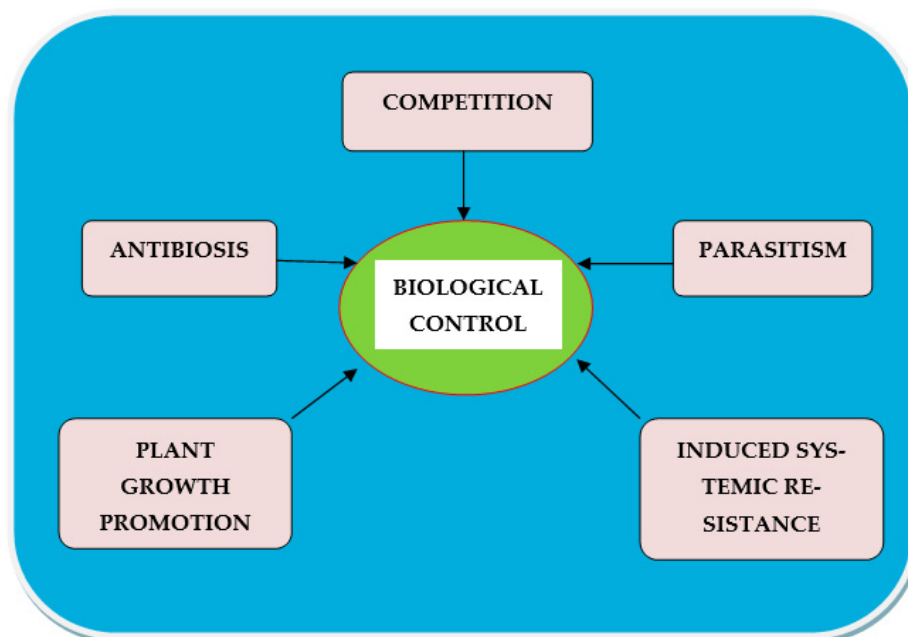 COMPETITION
ANTIBIOSIS
PARASITISM
BIOLOGICAL
CONTROL
PLANT
GROWTH
PROMOTION
INDUCED SYS-
TEMIC RE-
SISTANCE